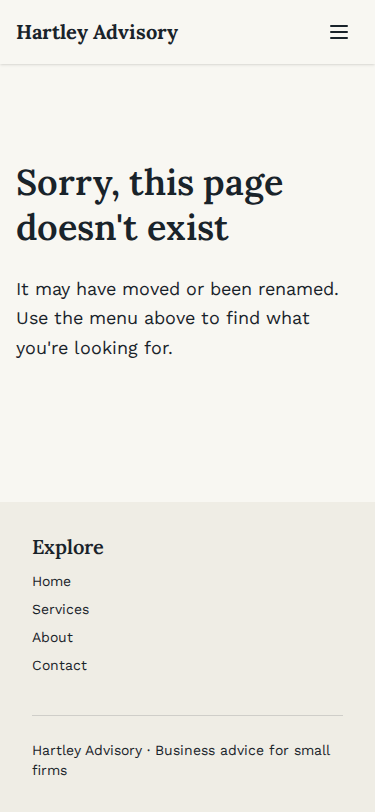 Hartley Advisory
Sorry, this page
doesn't exist
It may have moved or been renamed.
Use the menu above to find what
you're looking for.
Explore
Home
Services
About
Contact
Hartley Advisory · Business advice for small
firms